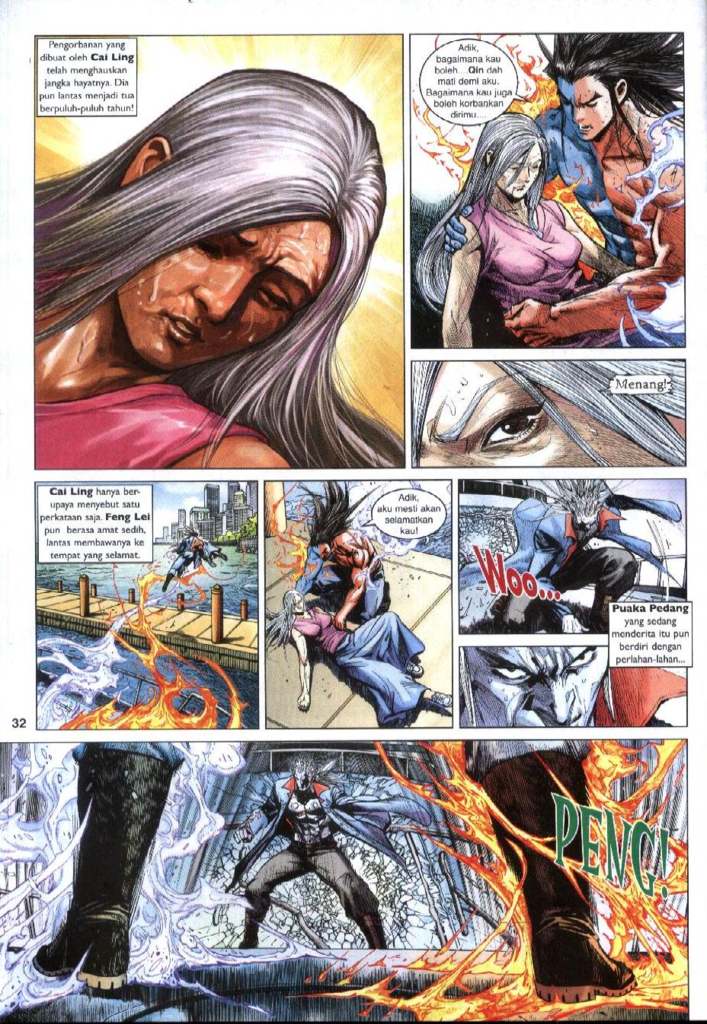 Pengorbanan yang
dibuat oleh Cai Ling
telah menghauskan
jangka hayatnya. Dia
pun lantas menjadi tua
berpuluh-puluh tahun!
Adik,
bagaimana kau
boleh... Qin dah
mati demi aku.
Bagaimana kau juga
boleh korbankan
dirimu....
Menang!
Cai Ling hanya ber-
upaya menyebut satu
perkataan saja. Feng Lei
pun berasa amat sedih,
lantas membawanya ke
tempat yang selamat.
Adik,
aku mesti akan
selamatkan
kau!
Woo...
Puaka Pedang
yang sedang
menderita itu pun
berdiri dengan
perlahan-lahan...
32
PENG!